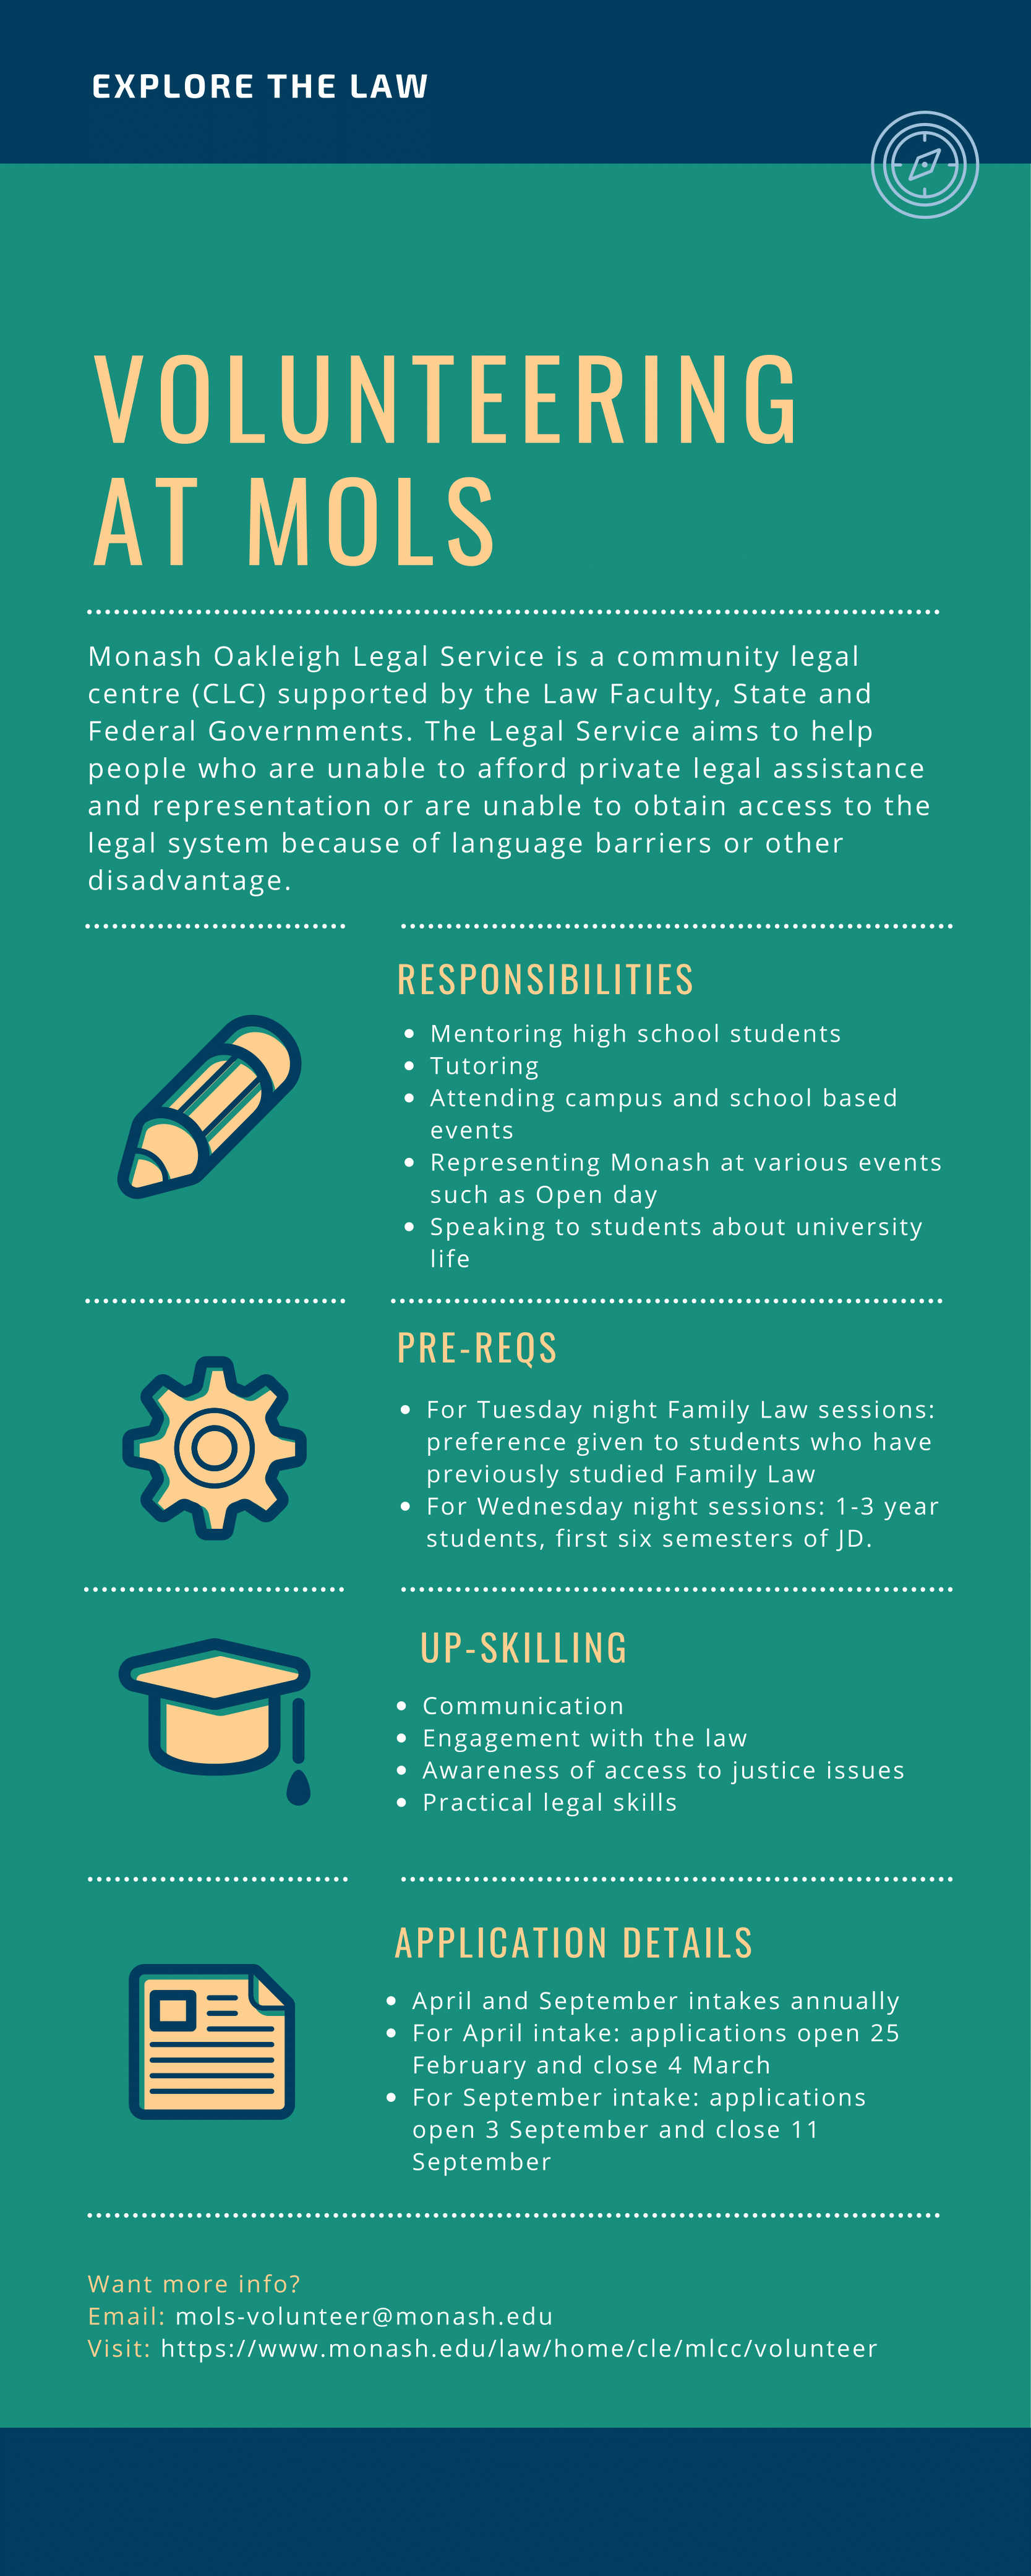 EXPLORE THE LAW
VOLUNTEERING
AT MOLS
Monash Oakleigh Legal Service is a community legal
centre (CLC) supported by the Law Faculty, State and
Federal Governments. The Legal Service aims to help
people who are unable to afford private legal assistance
and representation or are unable to obtain access to the
legal system because of language barriers or other
disadvantage.
RESPONSIBILITIES
• Mentoring high school students
• Tutoring
• Attending campus and school based
events
• Representing Monash at various events
such as Open day
• Speaking to students about university
life
PRE-REQS
• For Tuesday night Family Law sessions:
preference given to students who have
previously studied Family Law
• For Wednesday night sessions: 1-3 year
students, first six semesters of JD.
UP-SKILLING
• Communication
• Engagement with the law
• Awareness of access to justice issues
• Practical legal skills
APPLICATION DETAILS
• April and September intakes annually
• For April intake: applications open 25
February and close 4 March
• For September intake: applications
open 3 September and close 11
September
Want more info?
Email: mols-volunteer@monash.edu
Visit: https://www.monash.edu/law/home/cle/mlcc/volunteer